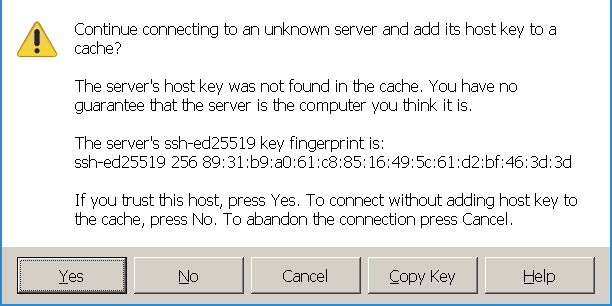 Continue connecting to an unknown server and add its host key to a
cache?
The server's host key was not found in the cache. You have no
guarantee that the server is the computer you think it is.
The server's ssh-ed25519 key fingerprint is:
ssh-ed25519 256 89:31:b9:a0:61:c8:85:16:49:5c:61:d2:bf:46:3d:3d
If you trust this host, press Yes. To connect without adding host key to
the cache, press No. To abandon the connection press Cancel.
Yes No Cancel Copy Key Help